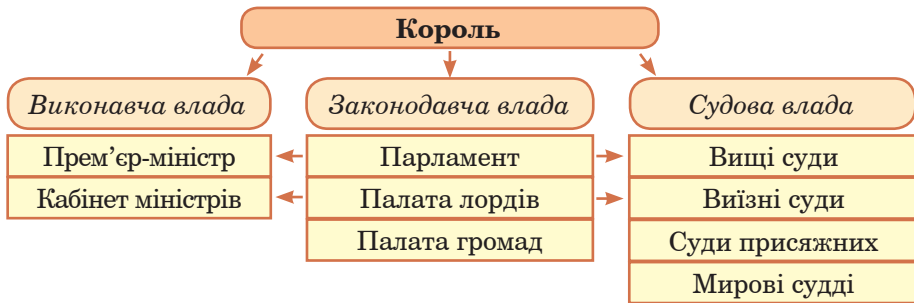 Король
Виконавча влада
Законодавча влада
Судова влада
Прем’єр-міністр
Парламент
Вищі суди
Кабінет міністрів
Палата лордів
Виїзні суди
Палата громад
Суди присяжних
Мирові судді